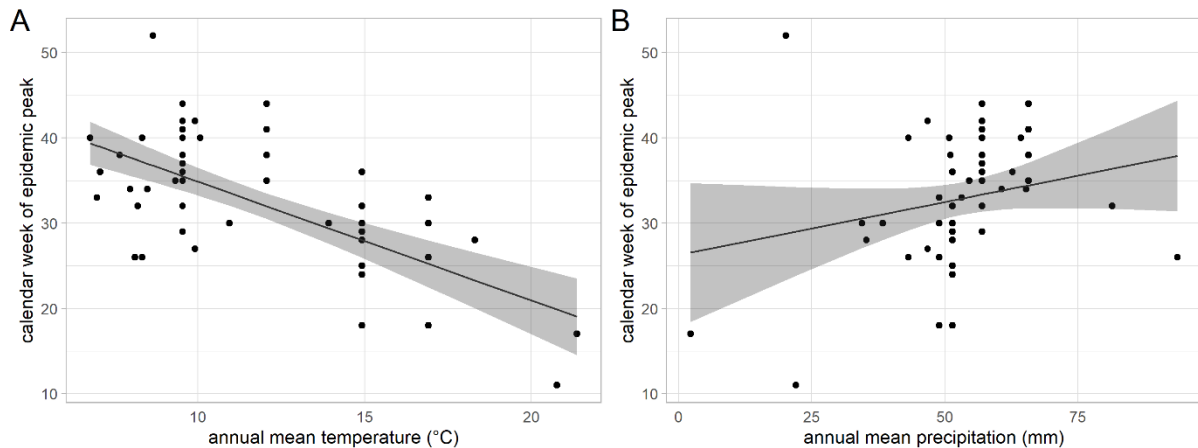 A
calendar week of epidemic peak
50
40
30
20
10
10 15 20
annual mean temperature (°C)
B
calendar week of epidemic peak
50
40
30
20
10
0 25 50 75
annual mean precipitation (mm)